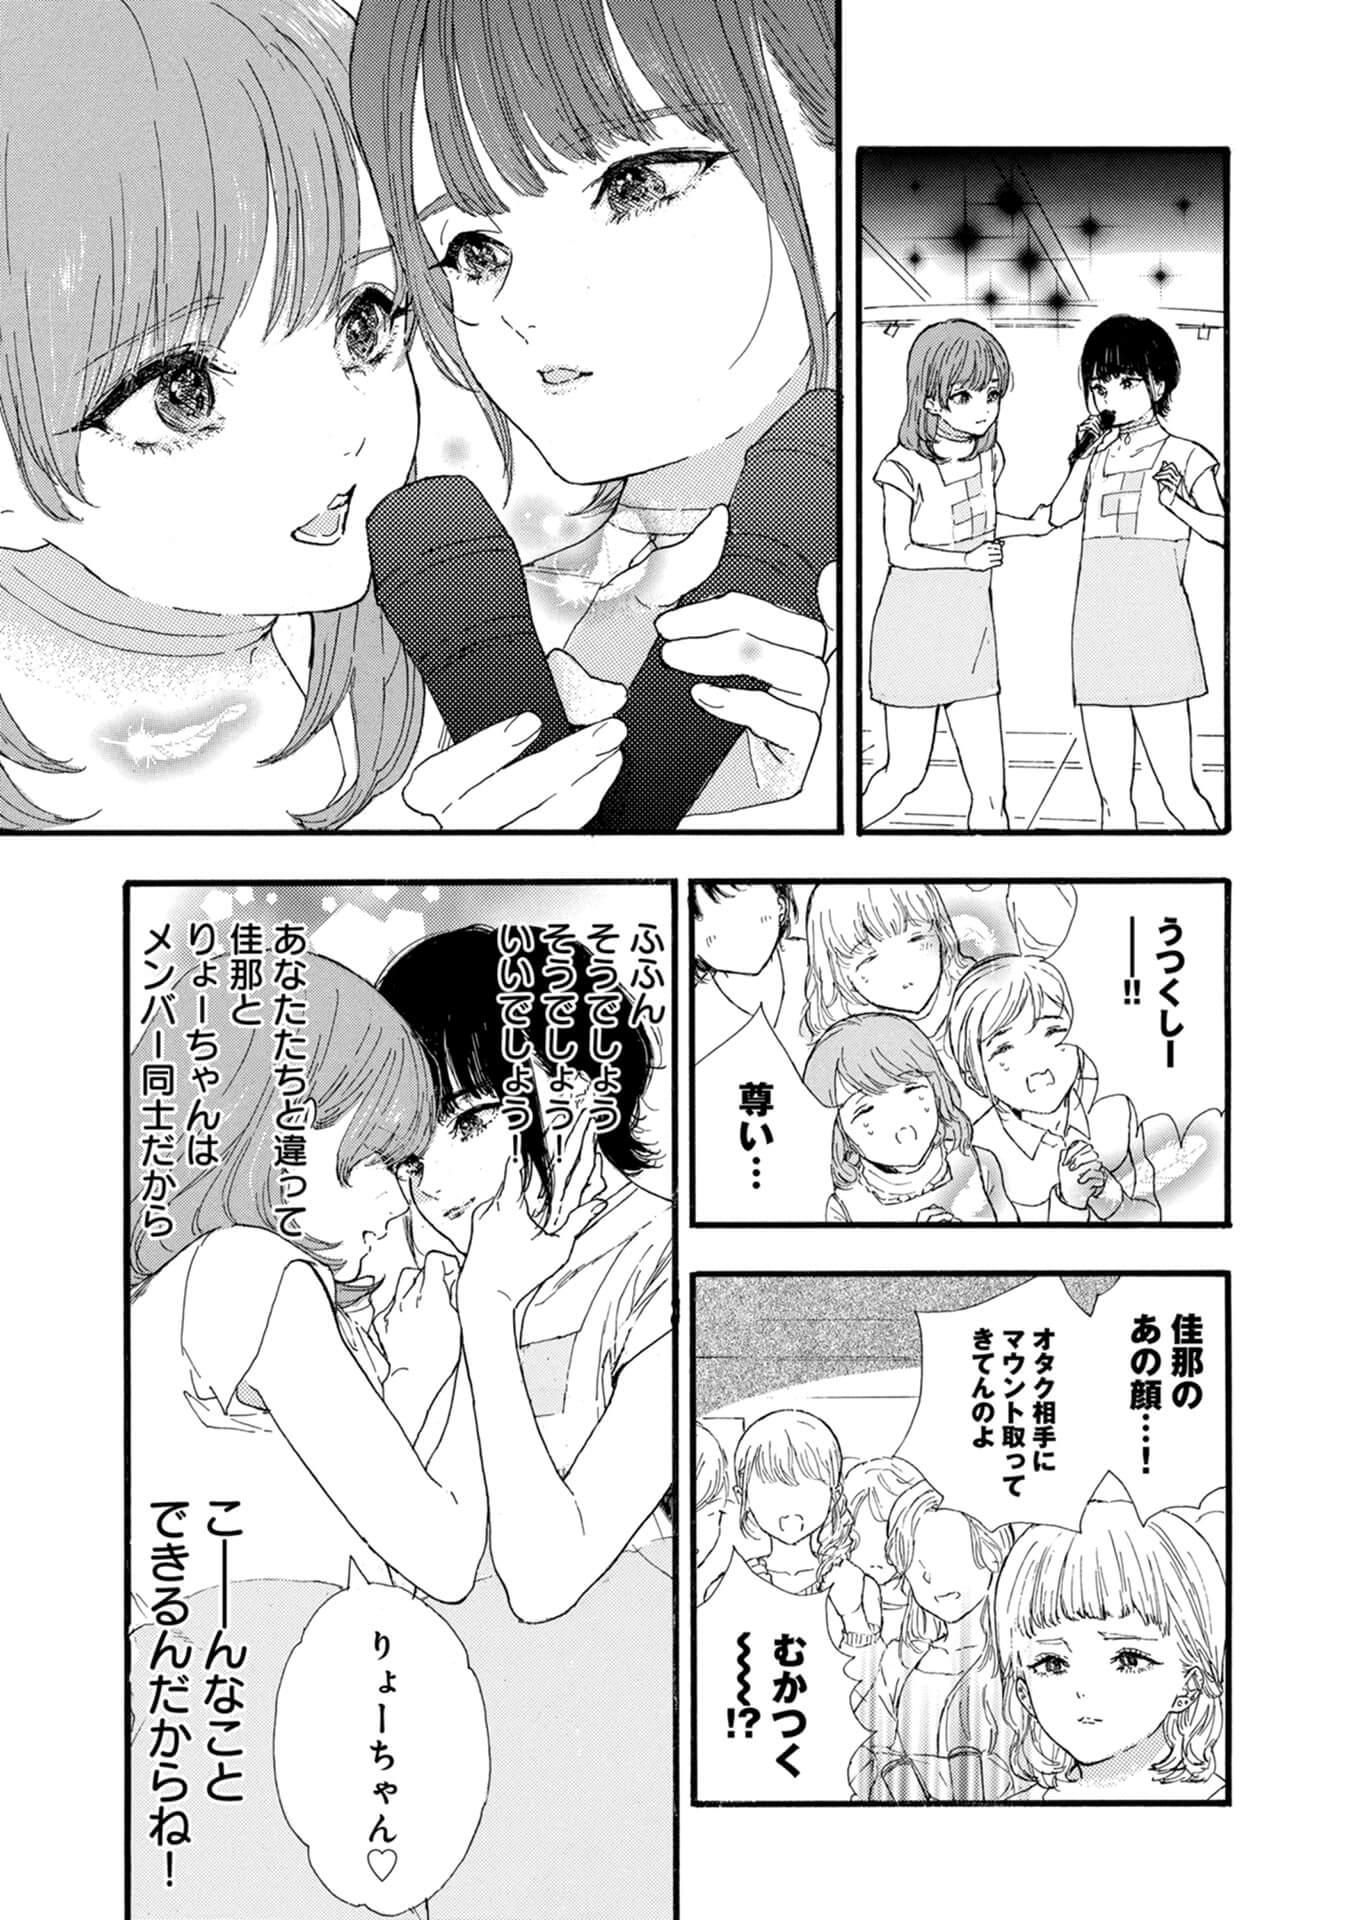 うつくしー
──!!
尊い…
佳那の
あの顔…!
オタク相手に
マウント取って
きてんのよ
むかつく
〜〜〜!?
ふふん
そうでしょう
そうでしょう!
いいでしょう!
あなたたちと違って
佳那と
りょーちゃんは
メンバー同士だから
りょーちゃん♡
こ──んなこと
できるんだからね!